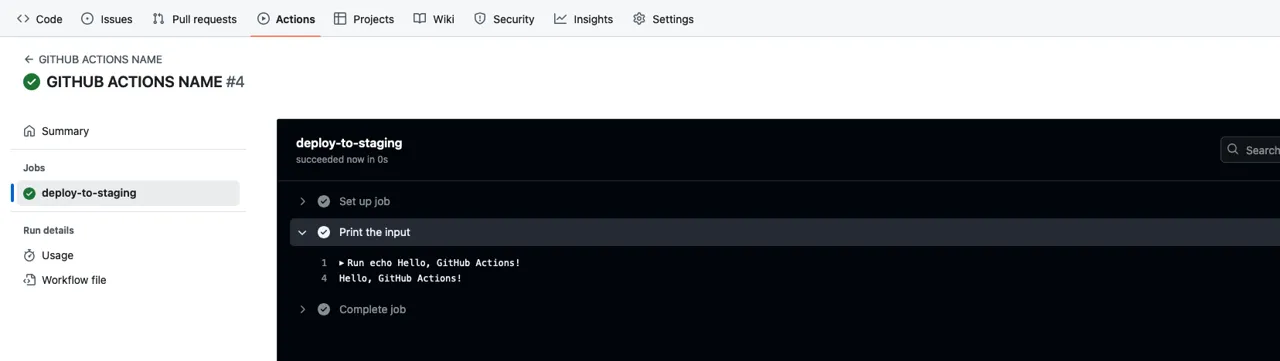 Code Issues Pull requests Actions Projects Wiki Security Insights Settings
← GITHUB ACTIONS NAME
GITHUB ACTIONS NAME #4
Summary
Jobs
deploy-to-staging
Run details
Usage
Workflow file
deploy-to-staging
succeeded now in 0s
Search
Set up job
Print the input
1 ▶ Run echo Hello, GitHub Actions!
4 Hello, GitHub Actions!
Complete job